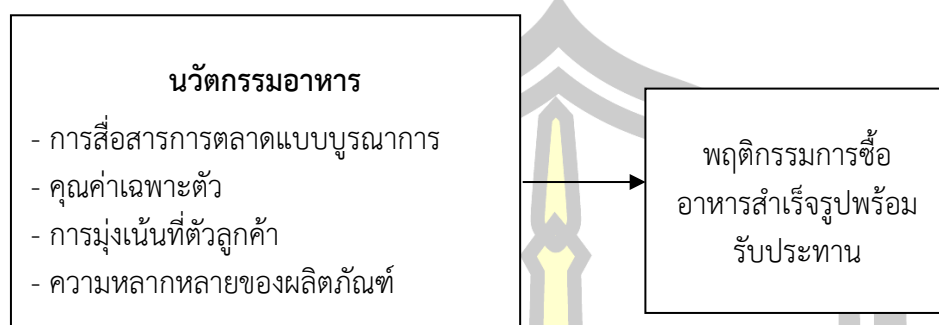 นวัตกรรมอาหาร
- การสื่อสารการตลาดแบบบูรณาการ
- คุณค่าเฉพาะตัว
- การมุ่งเน้นที่ตัวลูกค้า
- ความหลากหลายของผลิตภัณฑ์
พฤติกรรมการซื้อ
อาหารสำเร็จรูปพร้อม
รับประทาน